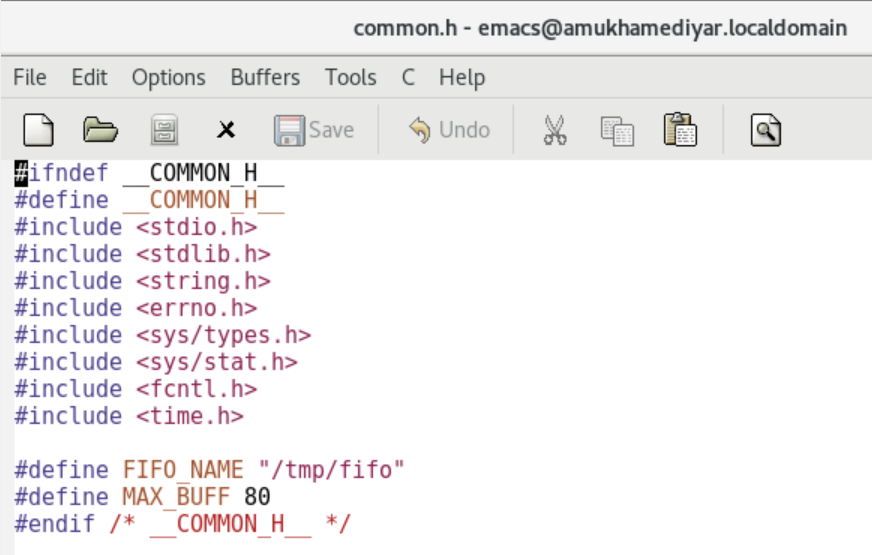 common.h - emacs@amukhamediyar.localdomain
File Edit Options Buffers Tools C Help
Save Undo
#ifndef __COMMON_H__
#define __COMMON_H__
#include <stdio.h>
#include <stdlib.h>
#include <string.h>
#include <errno.h>
#include <sys/types.h>
#include <sys/stat.h>
#include <fcntl.h>
#include <time.h>
#define FIFO_NAME "/tmp/fifo"
#define MAX_BUFF 80
#endif /* __COMMON_H__ */